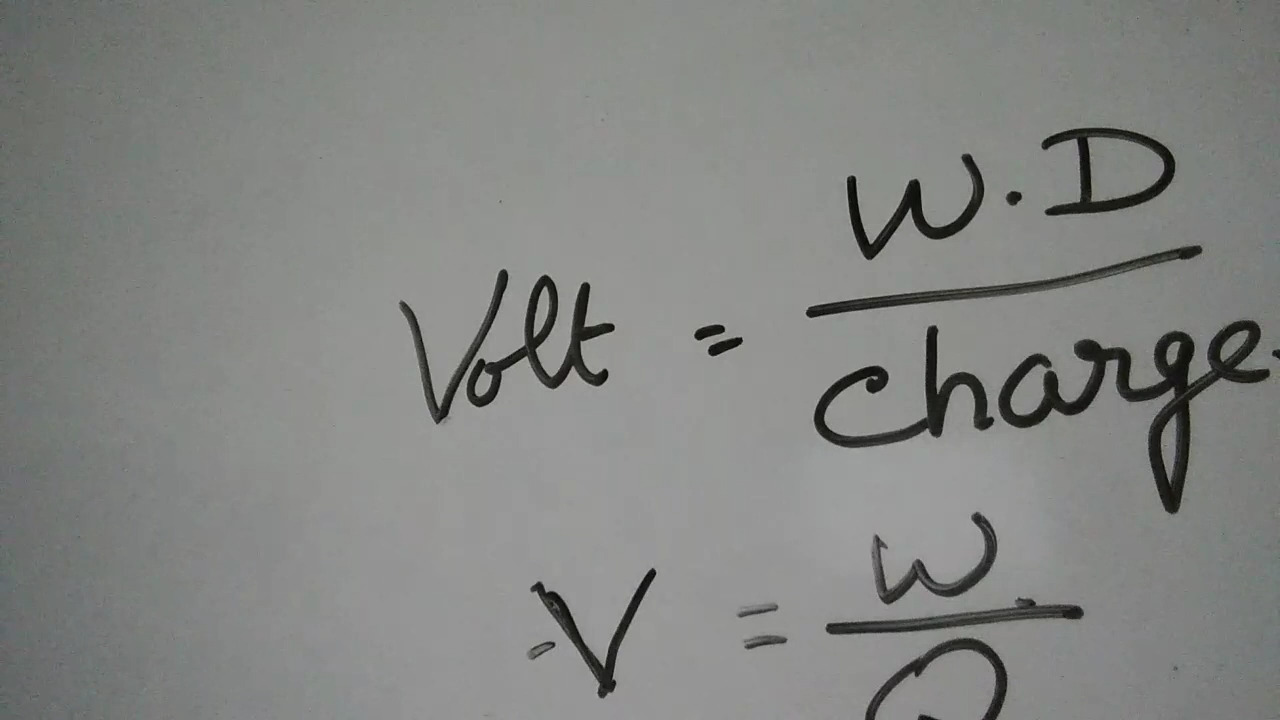 Volt = W.D / Charge
V = W / Q